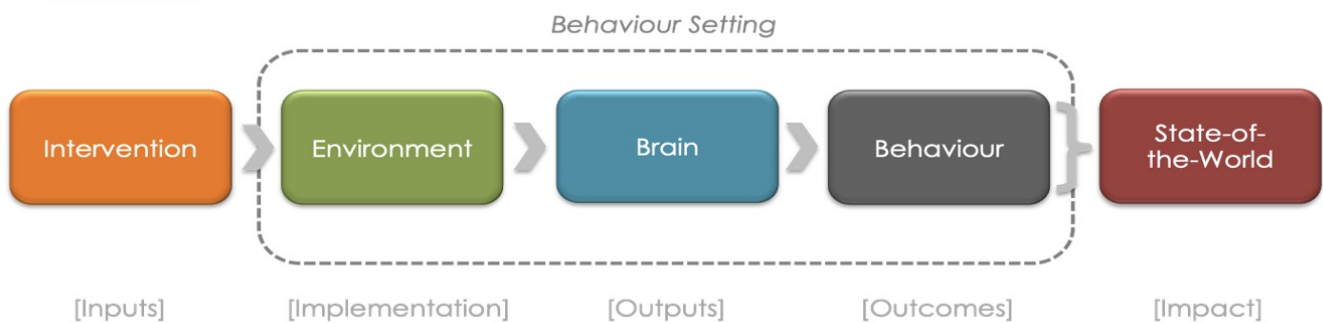 Behaviour Setting
Intervention
Environment
Brain
Behaviour
State-of-
the-World
[Inputs]
[Implementation]
[Outputs]
[Outcomes]
[Impact]